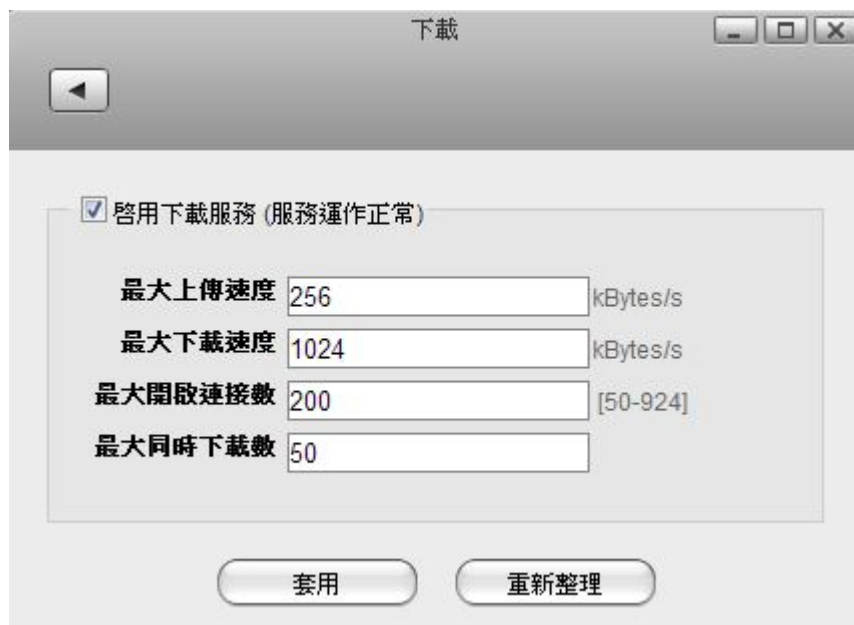 下載
啓用下載服務 (服務運作正常)
最大上傳速度 256 kBytes/s
最大下載速度 1024 kBytes/s
最大開啟連接數 200 [50-924]
最大同時下載數 50
套用 重新整理